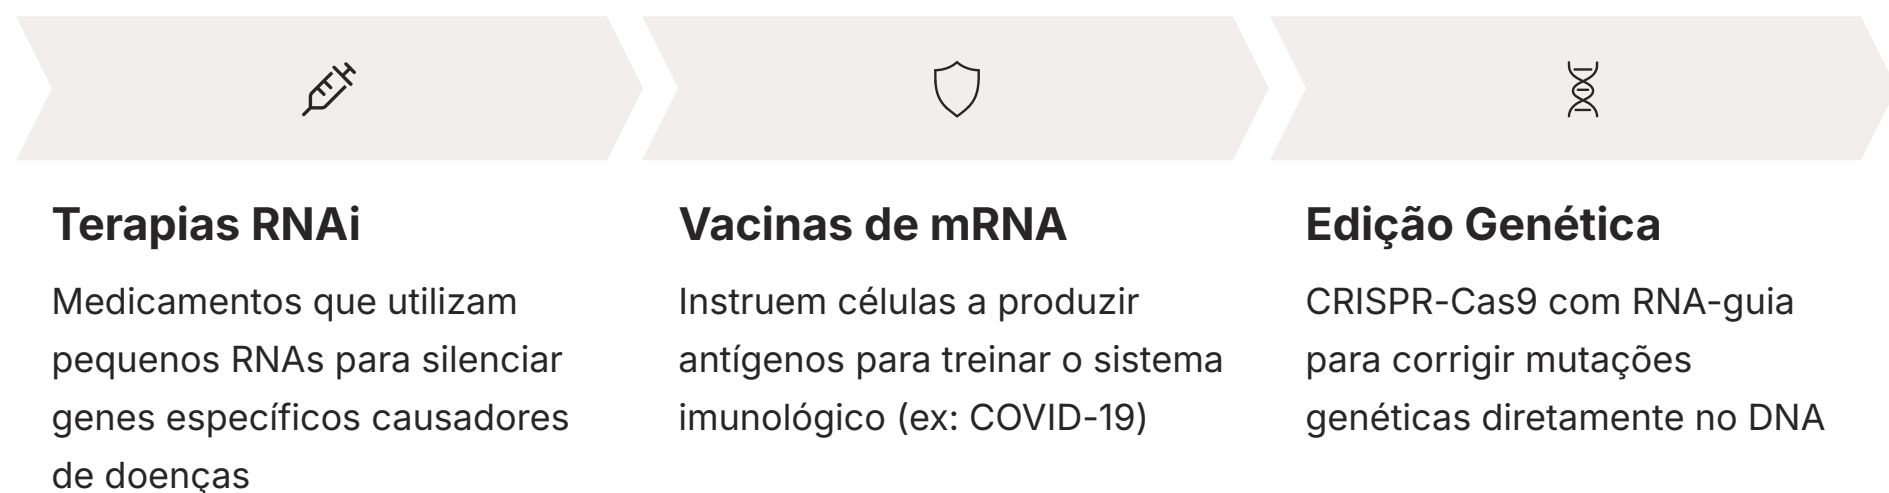 Terapias RNAi
Medicamentos que utilizam
pequenos RNAs para silenciar
genes específicos causadores
de doenças
Vacinas de mRNA
Instruem células a produzir
antígenos para treinar o sistema
imunológico (ex: COVID-19)
Edição Genética
CRISPR-Cas9 com RNA-guia
para corrigir mutações
genéticas diretamente no DNA